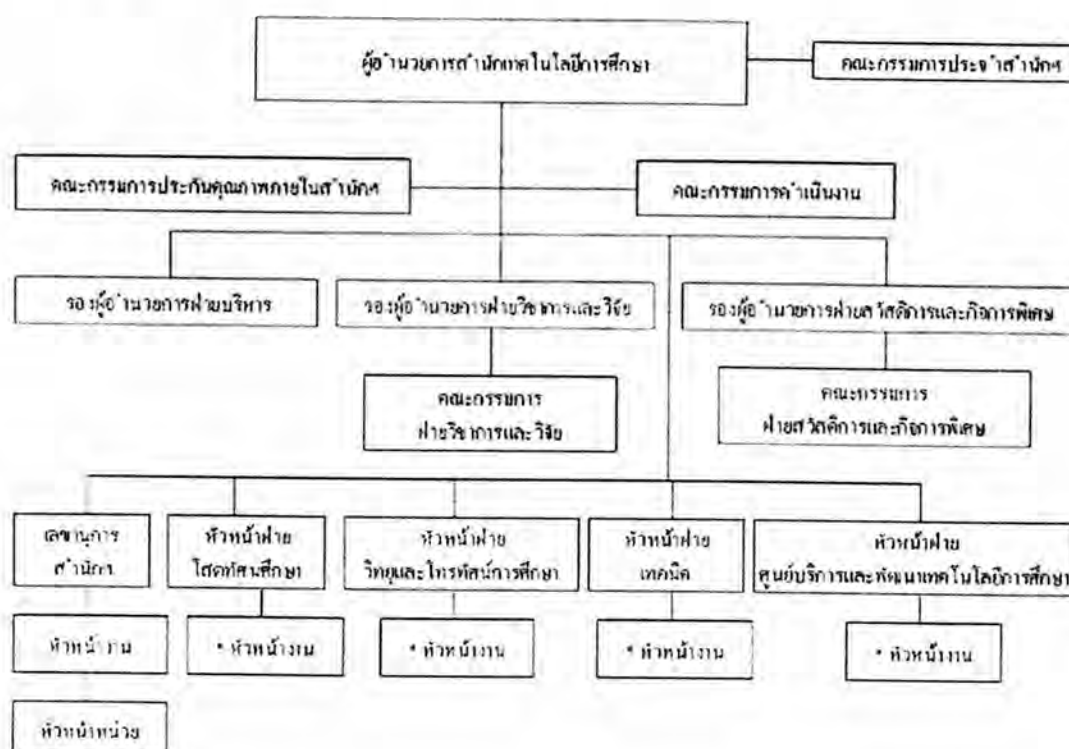 ผู้อำนวยการสำนักเทคโนโลยีการศึกษา
คณะกรรมการประจำสำนักฯ
คณะกรรมการประกันคุณภาพภายในสำนักฯ
คณะกรรมการดำเนินงาน
รองผู้อำนวยการฝ่ายบริหาร
รองผู้อำนวยการฝ่ายวิชาการและวิจัย
รองผู้อำนวยการฝ่ายสวัสดิการและกิจการพิเศษ
คณะกรรมการ
ฝ่ายวิชาการและวิจัย
คณะกรรมการ
ฝ่ายสวัสดิการและกิจการพิเศษ
เลขานุการ
สำนักฯ
หัวหน้าฝ่าย
โสตทัศนศึกษา
หัวหน้าฝ่าย
วิทยุและโทรทัศน์การศึกษา
หัวหน้าฝ่าย
เทคนิค
หัวหน้าฝ่าย
ศูนย์บริการและพัฒนาเทคโนโลยีการศึกษา
หัวหน้างาน
* หัวหน้างาน
* หัวหน้างาน
* หัวหน้างาน
* หัวหน้างาน
หัวหน้าหน่วย